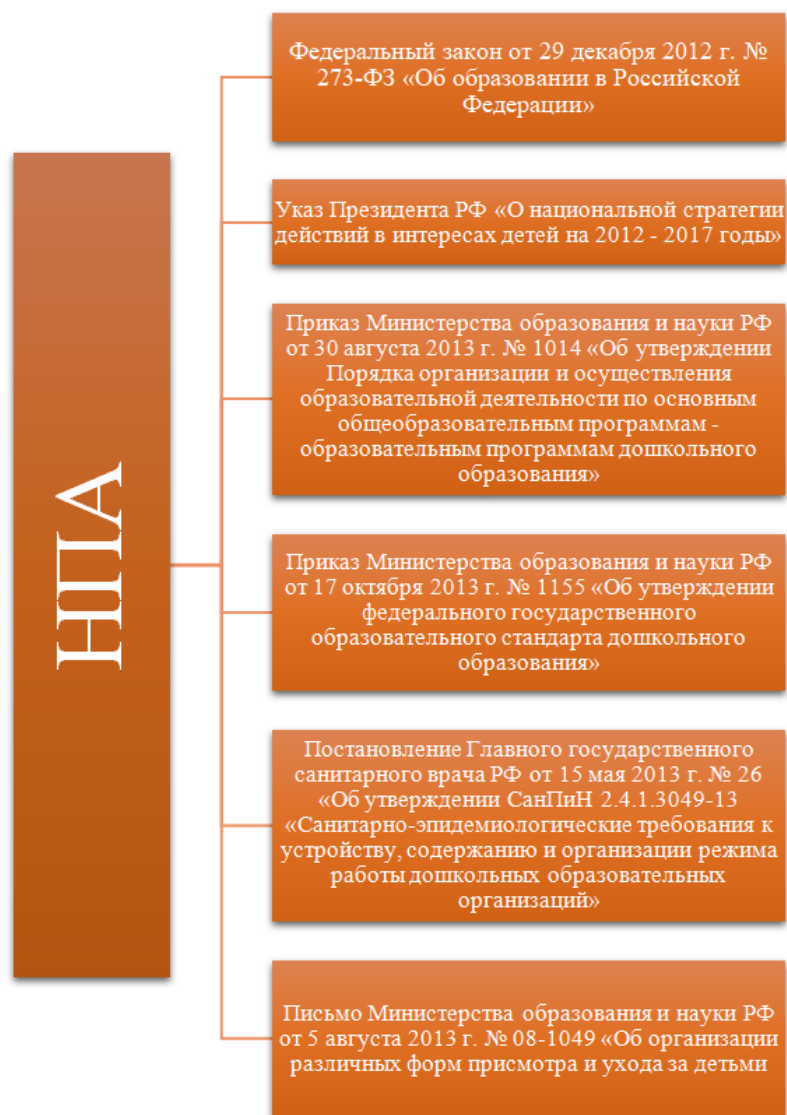 НПА
Федеральный закон от 29 декабря 2012 г. №
273-ФЗ «Об образовании в Российской
Федерации»
Указ Президента РФ «О национальной стратегии
действий в интересах детей на 2012 - 2017 годы»
Приказ Министерства образования и науки РФ
от 30 августа 2013 г. № 1014 «Об утверждении
Порядка организации и осуществления
образовательной деятельности по основным
общеобразовательным программам -
образовательным программам дошкольного
образования»
Приказ Министерства образования и науки РФ
от 17 октября 2013 г. № 1155 «Об утверждении
федерального государственного
образовательного стандарта дошкольного
образования»
Постановление Главного государственного
санитарного врача РФ от 15 мая 2013 г. № 26
«Об утверждении СанПиН 2.4.1.3049-13
«Санитарно-эпидемиологические требования к
устройству, содержанию и организации режима
работы дошкольных образовательных
организаций»
Письмо Министерства образования и науки РФ
от 5 августа 2013 г. № 08-1049 «Об организации
различных форм присмотра и ухода за детьми